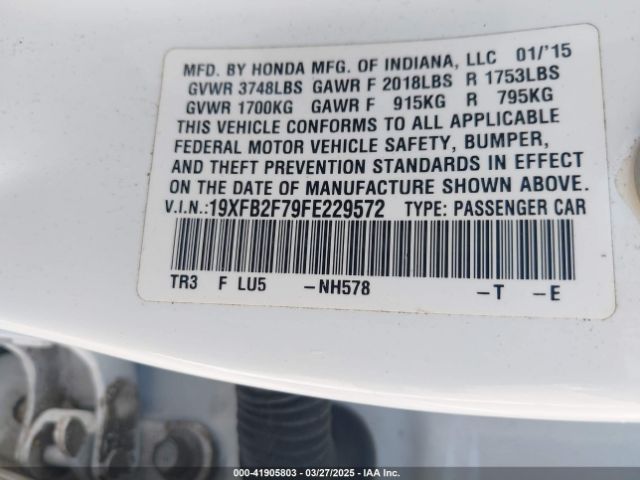 MFD. BY HONDA MFG. OF INDIANA, LLC 01/'15
GVWR 3748LBS GAWR F 2018LBS R 1753LBS
GVWR 1700KG GAWR F 915KG R 795KG
THIS VEHICLE CONFORMS TO ALL APPLICABLE
FEDERAL MOTOR VEHICLE SAFETY, BUMPER,
AND THEFT PREVENTION STANDARDS IN EFFECT
ON THE DATE OF MANUFACTURE SHOWN ABOVE.
V.I.N.:19XFB2F79FE229572 TYPE: PASSENGER CAR
TR3 F LU5 -NH578 -T -E
000-41905803 | 03/27/2025 | IAA Inc.